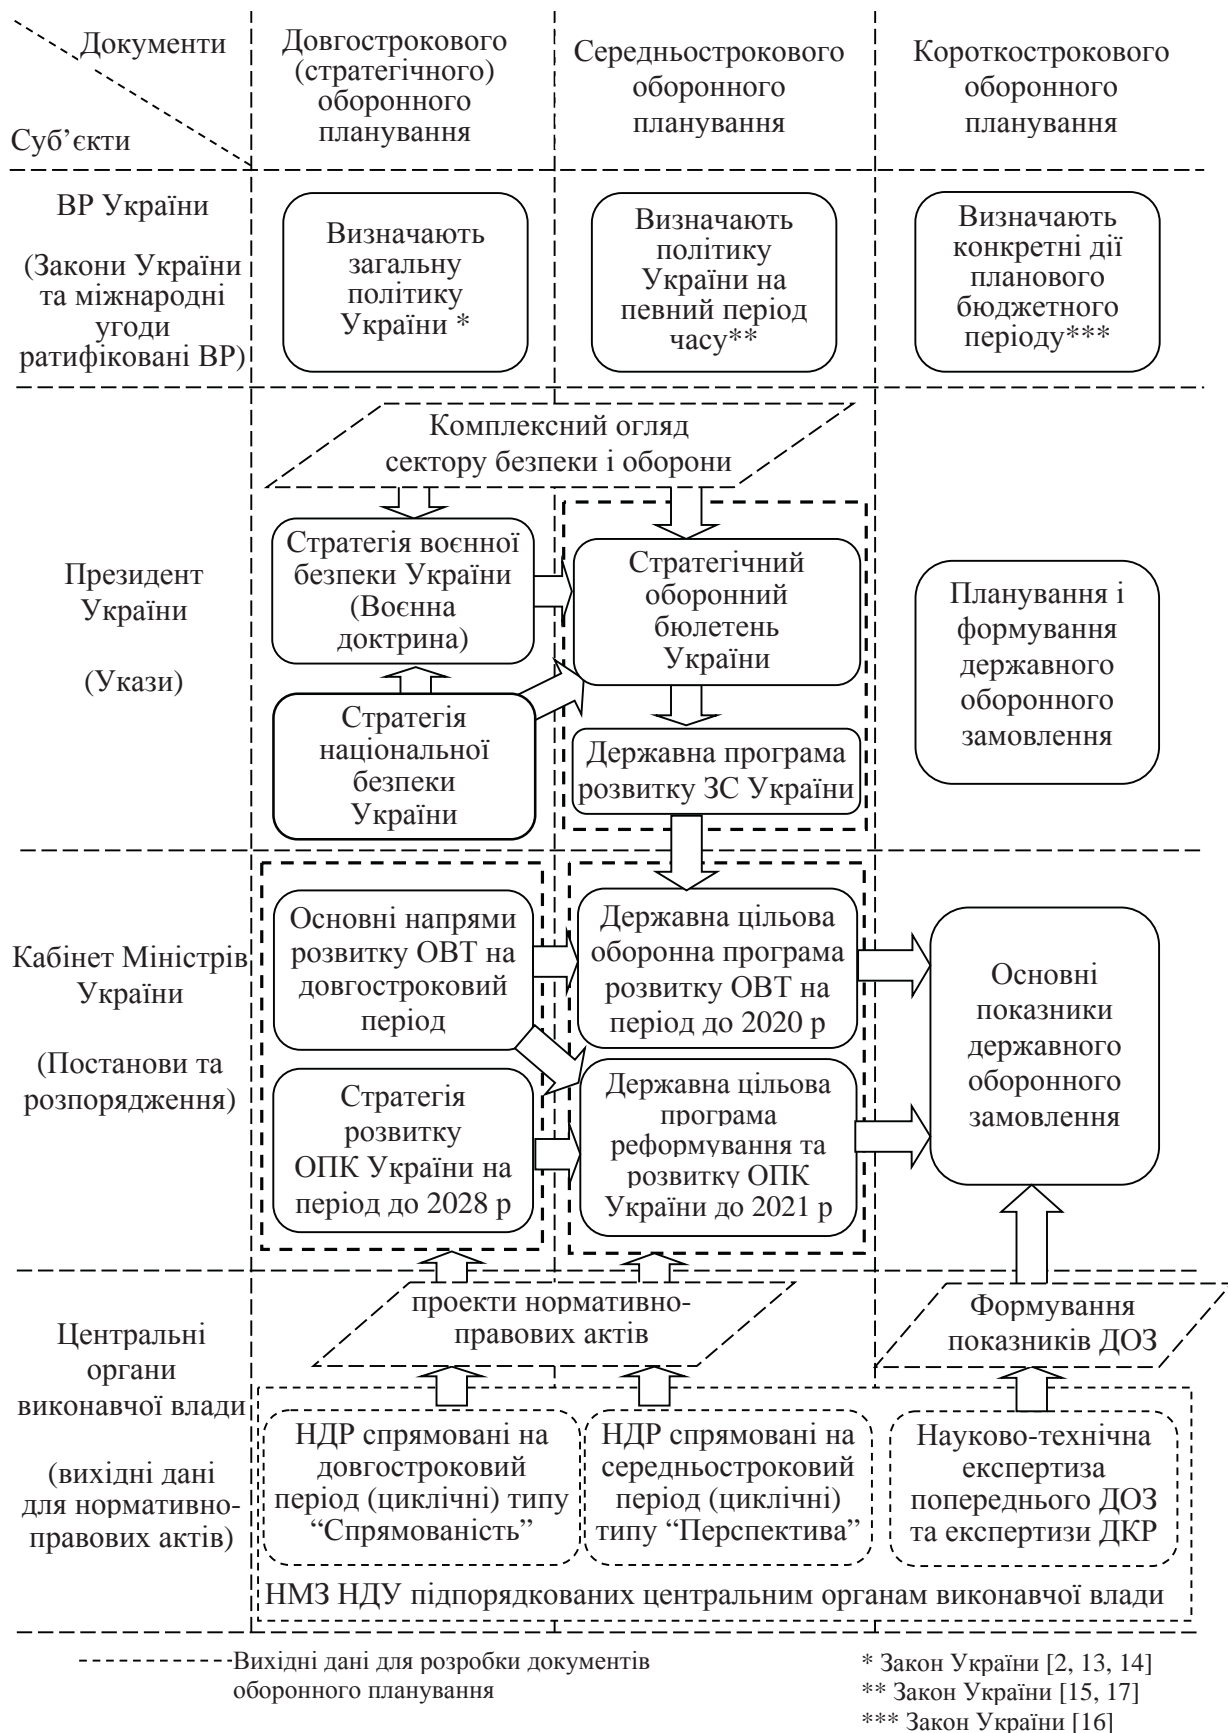 Документи
Суб’єкти
Довгострокового
(стратегічного)
оборонного
планування
Середньострокового
оборонного
планування
Короткострокового
оборонного
планування
ВР України
(Закони України
та міжнародні
угоди
ратифіковані ВР)
Визначають
загальну
політику
України *
Визначають
політику
України на
певний період
часу**
Визначають
конкретні дії
планового
бюджетного
періоду***
Президент
України
(Укази)
Комплексний огляд
сектору безпеки і оборони
Стратегія воєнної
безпеки України
(Воєнна
доктрина)
Стратегічний
оборонний
бюлетень
України
Стратегія
національної
безпеки
України
Державна програма
розвитку ЗС України
Планування і
формування
державного
оборонного
замовлення
Кабінет Міністрів
України
(Постанови та
розпорядження)
Основні напрями
розвитку ОВТ на
довгостроковий
період
Державна цільова
оборонна програма
розвитку ОВТ на
період до 2020 р
Стратегія
розвитку
ОПК України на
період до 2028 р
Державна цільова
програма
реформування та
розвитку ОПК
України до 2021 р
Основні
показники
державного
оборонного
замовлення
Центральні
органи
виконавчої влади
(вихідні дані
для нормативно-
правових актів)
проекти нормативно-
правових актів
Формування
показників ДОЗ
НДР спрямовані на
довгостроковий
період (циклічні) типу
“Спрямованість”
НДР спрямовані на
середньостроковий
період (циклічні)
типу “Перспектива”
Науково-технічна
експертиза
попереднього ДОЗ
та експертизи ДКР
НМЗ НДУ підпорядкованих центральним органам виконавчої влади
Вихідні дані для розробки документів
оборонного планування
* Закон України [2, 13, 14]
** Закон України [15, 17]
*** Закон України [16]